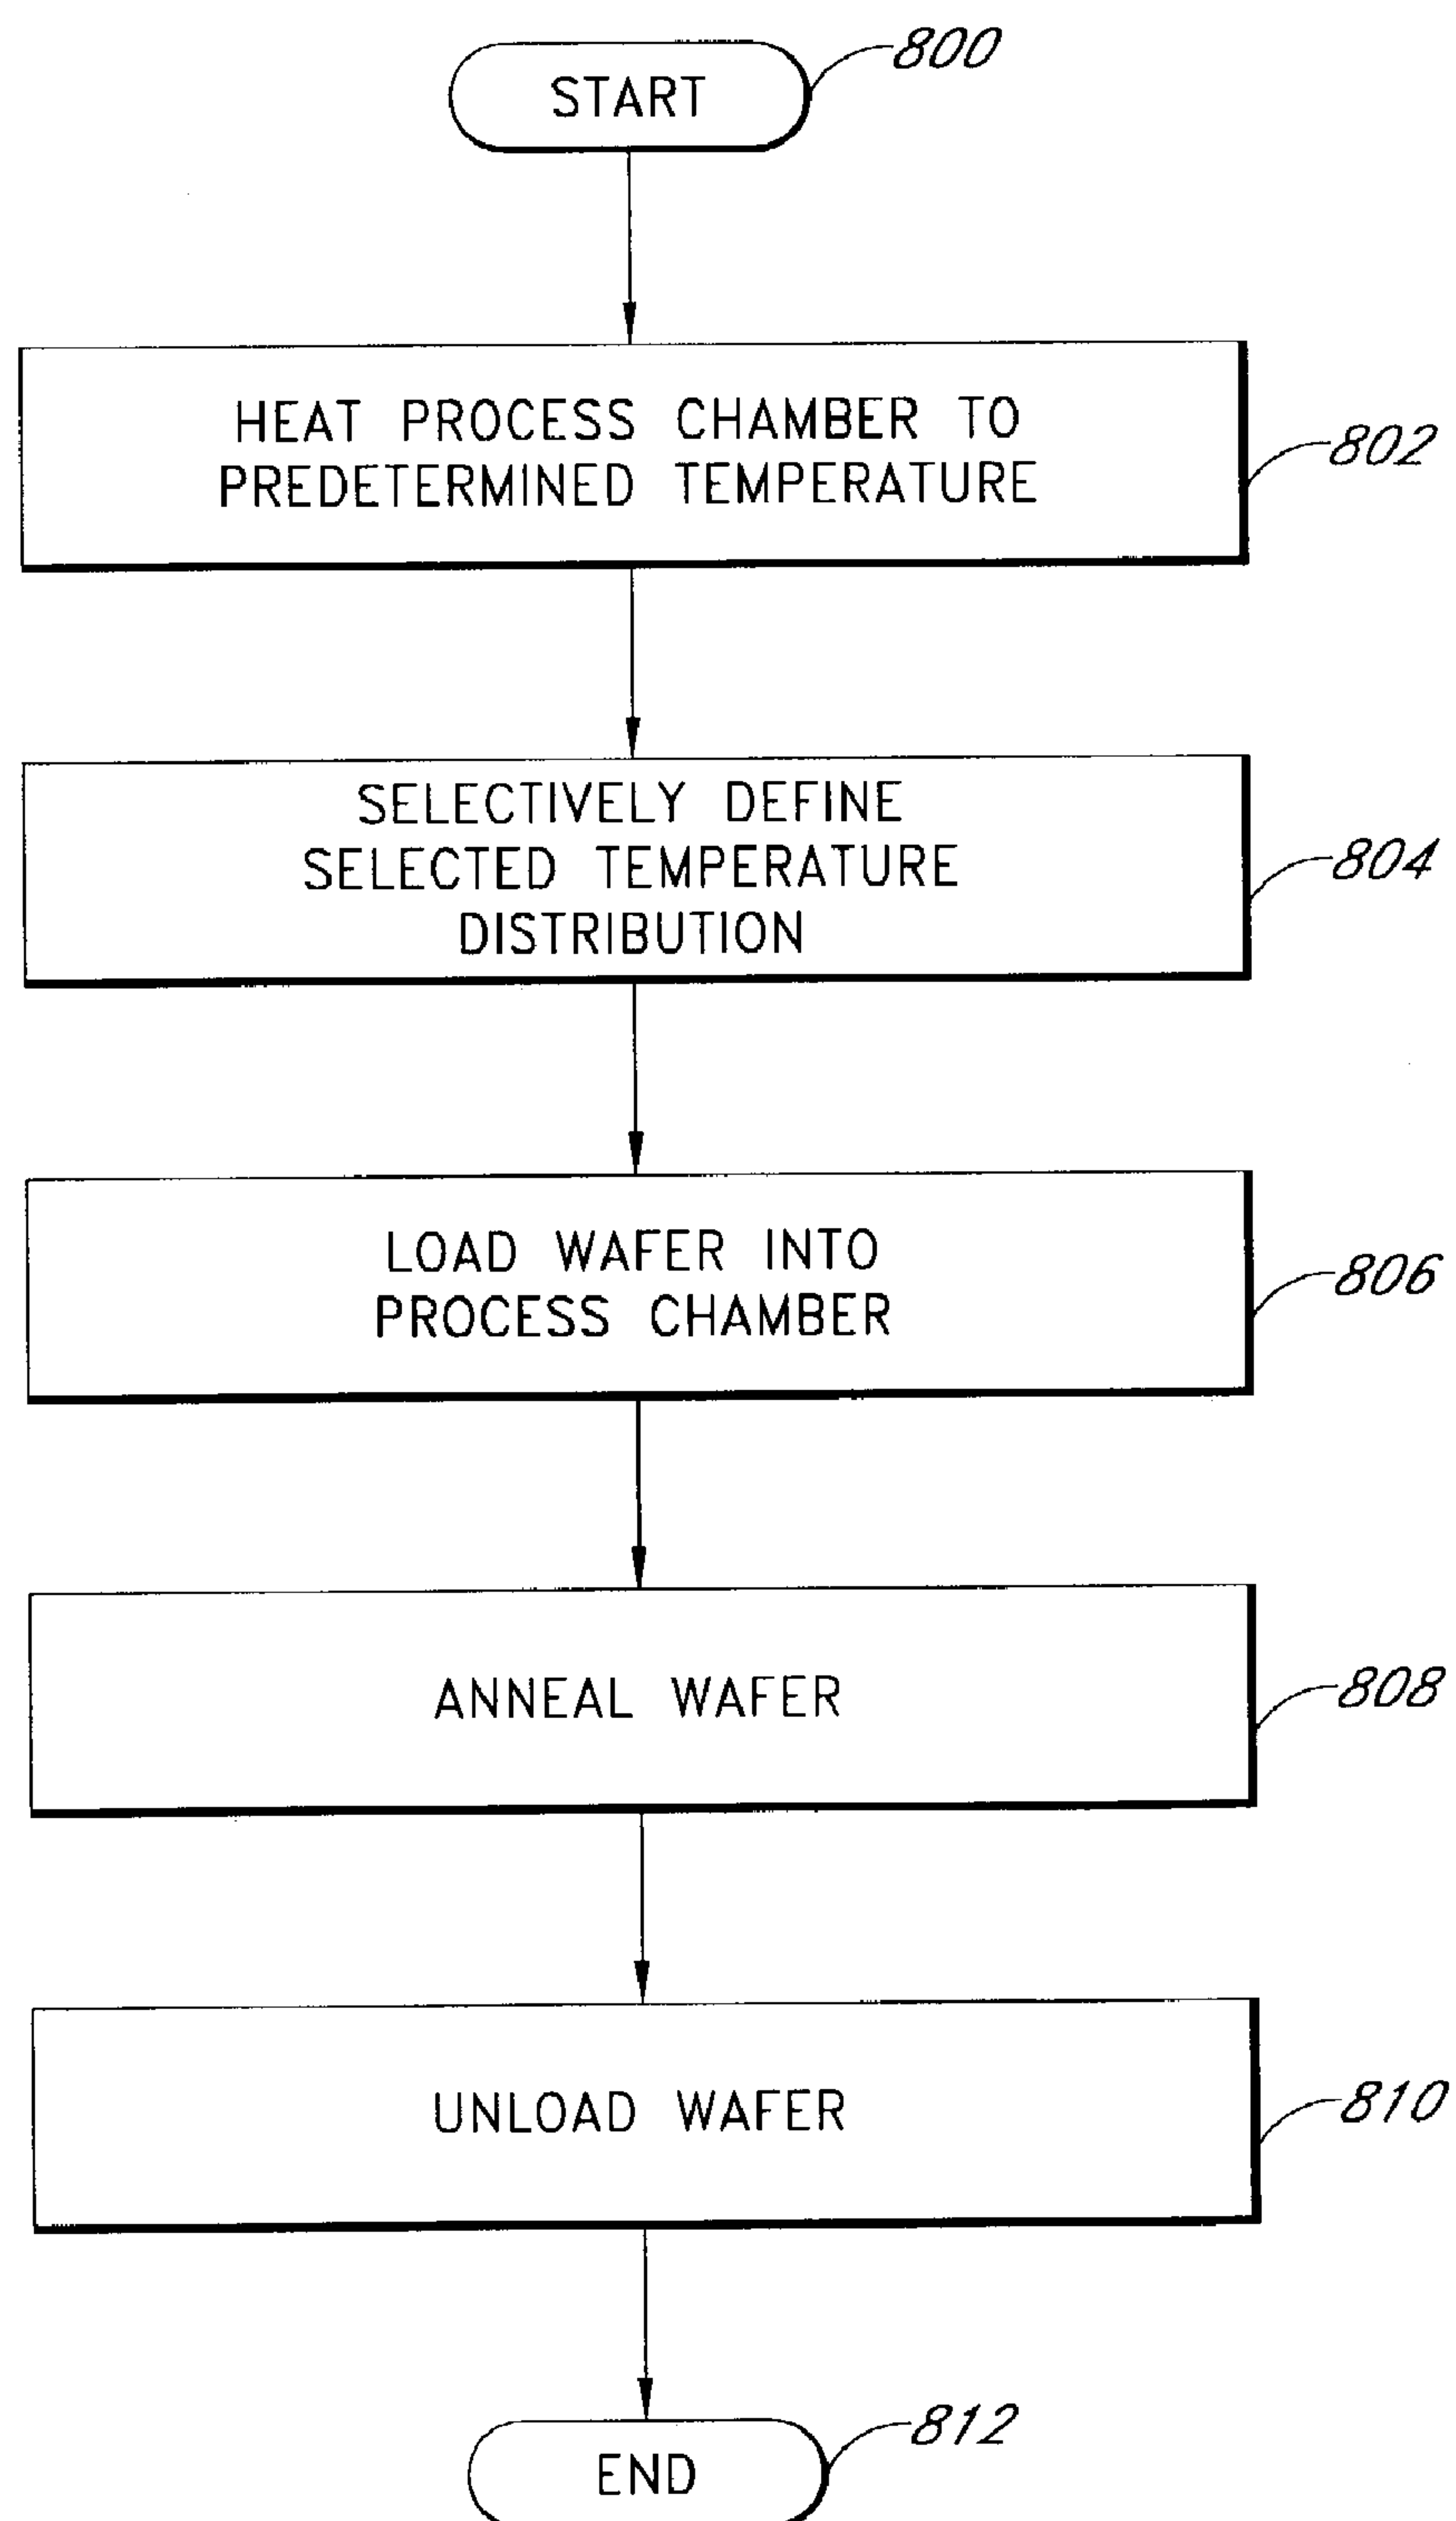 START
800
HEAT PROCESS CHAMBER TO
PREDETERMINED TEMPERATURE
802
SELECTIVELY DEFINE
SELECTED TEMPERATURE
DISTRIBUTION
804
LOAD WAFER INTO
PROCESS CHAMBER
806
ANNEAL WAFER
808
UNLOAD WAFER
810
END
812